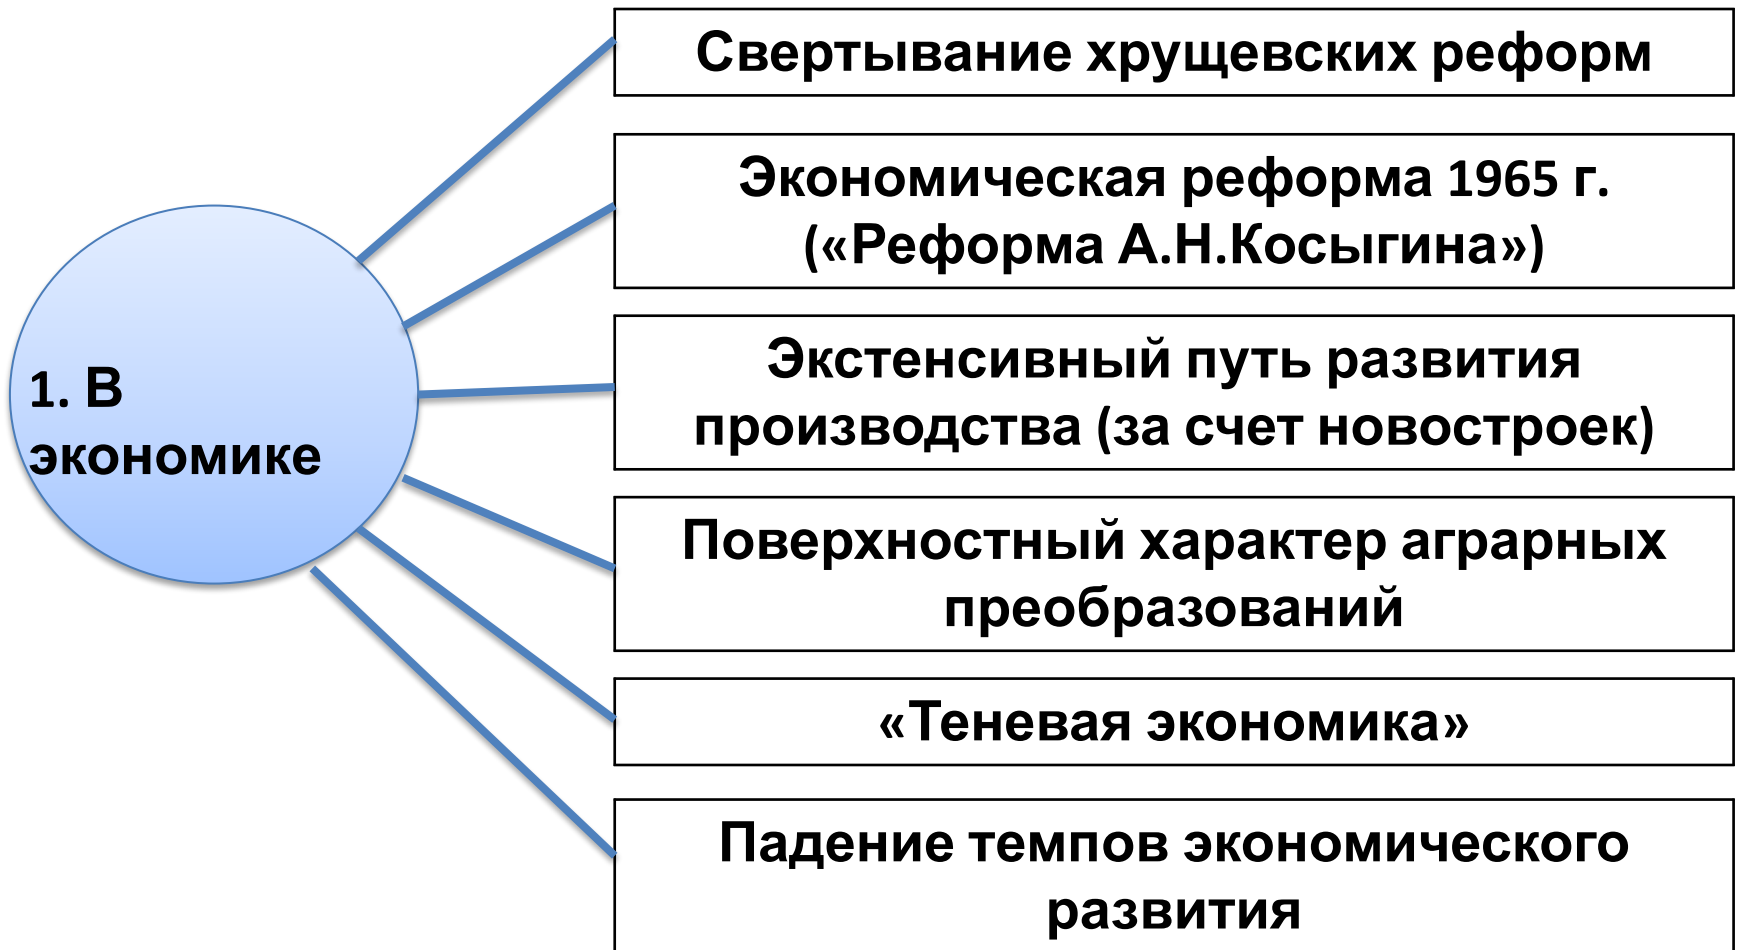 1. В
экономике
Свертывание хрущевских реформ
Экономическая реформа 1965 г.
(«Реформа А.Н.Косыгина»)
Экстенсивный путь развития
производства (за счет новостроек)
Поверхностный характер аграрных
преобразований
«Теневая экономика»
Падение темпов экономического
развития